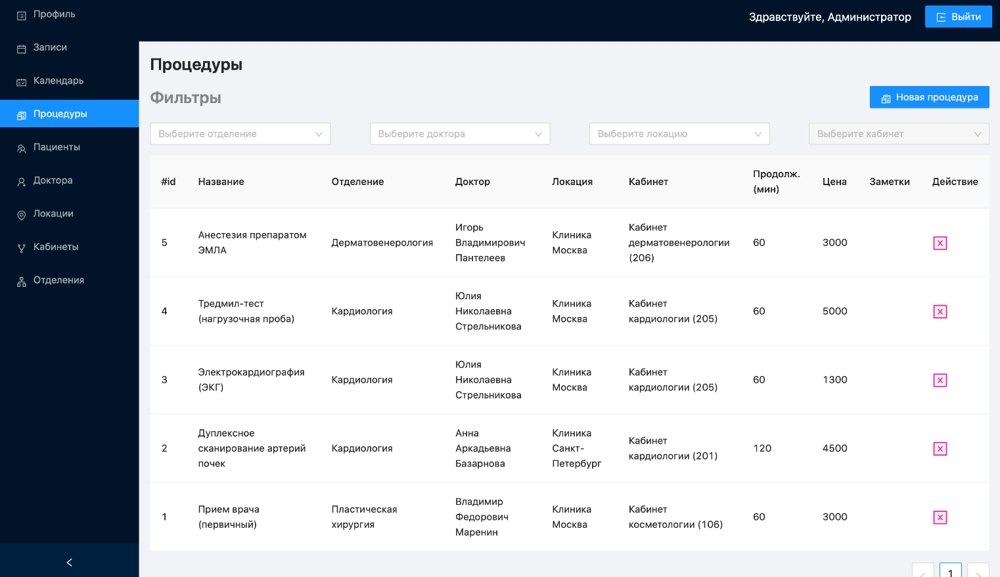 Профиль
Записи
Календарь
Процедуры
Пациенты
Доктора
Локации
Кабинеты
Отделения
Здравствуйте, Администратор
Выйти
Процедуры
Фильтры
Новая процедура
Выберите отделение
Выберите доктора
Выберите локацию
Выберите кабинет
#id
Название
Отделение
Доктор
Локация
Кабинет
Продолж.
(мин)
Цена
Заметки
Действие
5
Анестезия препаратом
ЭМЛА
Дерматовенерология
Игорь
Владимирович
Пантелеев
Клиника
Москва
Кабинет
дерматовенерологии
(206)
60
3000
4
Тредмил-тест
(нагрузочная проба)
Кардиология
Юлия
Николаевна
Стрельникова
Клиника
Москва
Кабинет
кардиологии (205)
60
5000
3
Электрокардиография
(ЭКГ)
Кардиология
Юлия
Николаевна
Стрельникова
Клиника
Москва
Кабинет
кардиологии (205)
60
1300
2
Дуплексное
сканирование артерий
почек
Кардиология
Анна
Аркадьевна
Базарнова
Клиника
Санкт-
Петербург
Кабинет
кардиологии (201)
120
4500
1
Прием врача
(первичный)
Пластическая
хирургия
Владимир
Федорович
Маренин
Клиника
Москва
Кабинет
косметологии (106)
60
3000
1